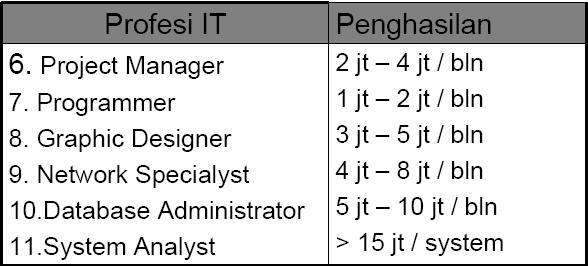 Profesi IT Penghasilan
6. Project Manager 2 jt – 4 jt / bln
7. Programmer 1 jt – 2 jt / bln
8. Graphic Designer 3 jt – 5 jt / bln
9. Network Specialyst 4 jt – 8 jt / bln
10.Database Administrator 5 jt – 10 jt / bln
11.System Analyst > 15 jt / system